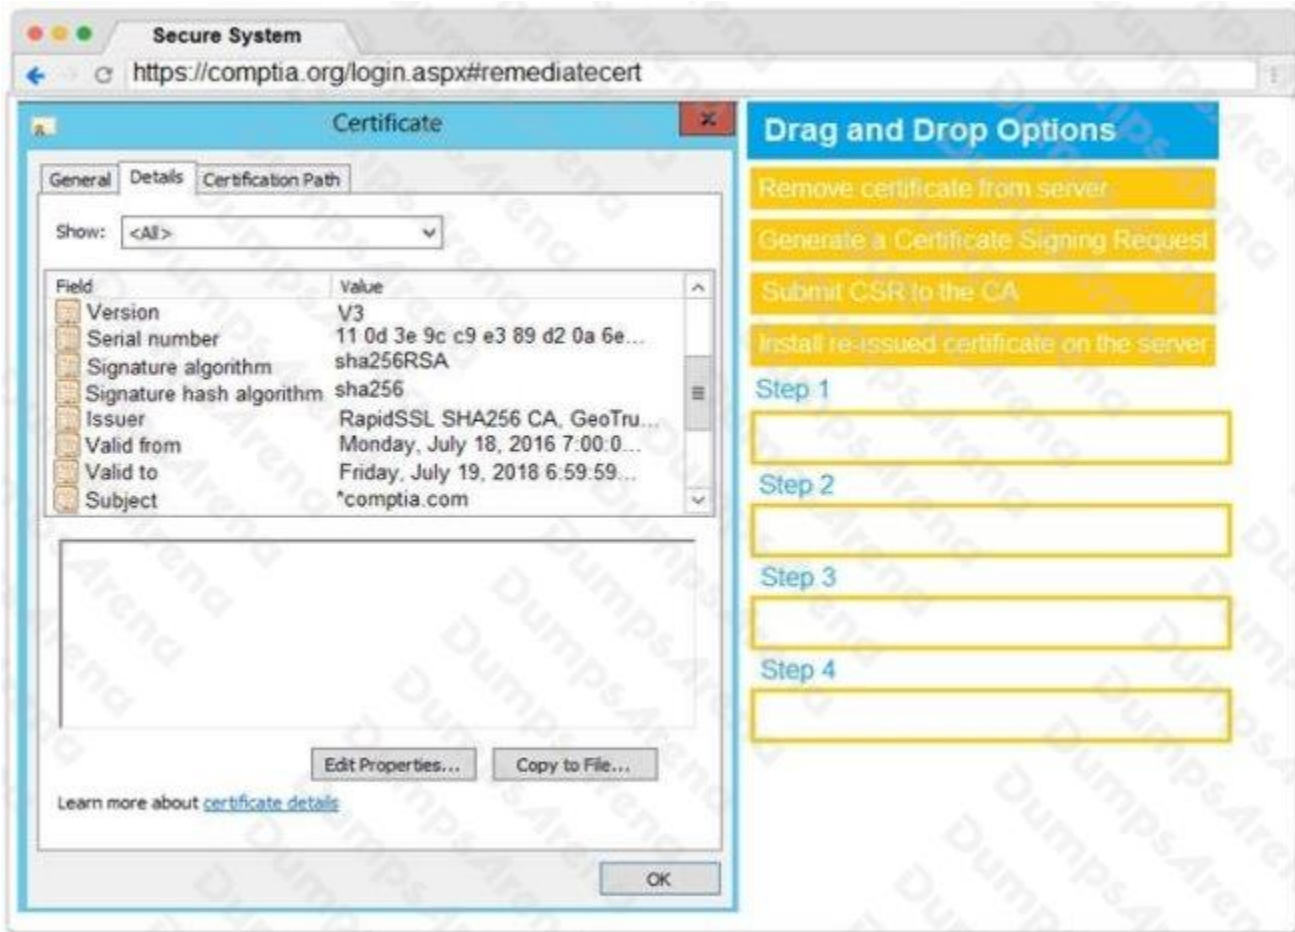 Secure System
https://comptia.org/login.aspx#remediatecert
Certificate
General Details Certification Path
Show: <All>
Field Value
Version V3
Serial number 11 0d 3e 9c c9 e3 89 d2 0a 6e...
Signature algorithm sha256RSA
Signature hash algorithm sha256
Issuer RapidSSL SHA256 CA, GeoTru...
Valid from Monday, July 18, 2016 7:00:0...
Valid to Friday, July 19, 2018 6:59:59...
Subject *comptia.com
Edit Properties... Copy to File...
Learn more about certificate details
OK
Drag and Drop Options
Remove certificate from server
Generate a Certificate Signing Request
Submit CSR to the CA
Install re-issued certificate on the server
Step 1
Step 2
Step 3
Step 4
DumpsArena